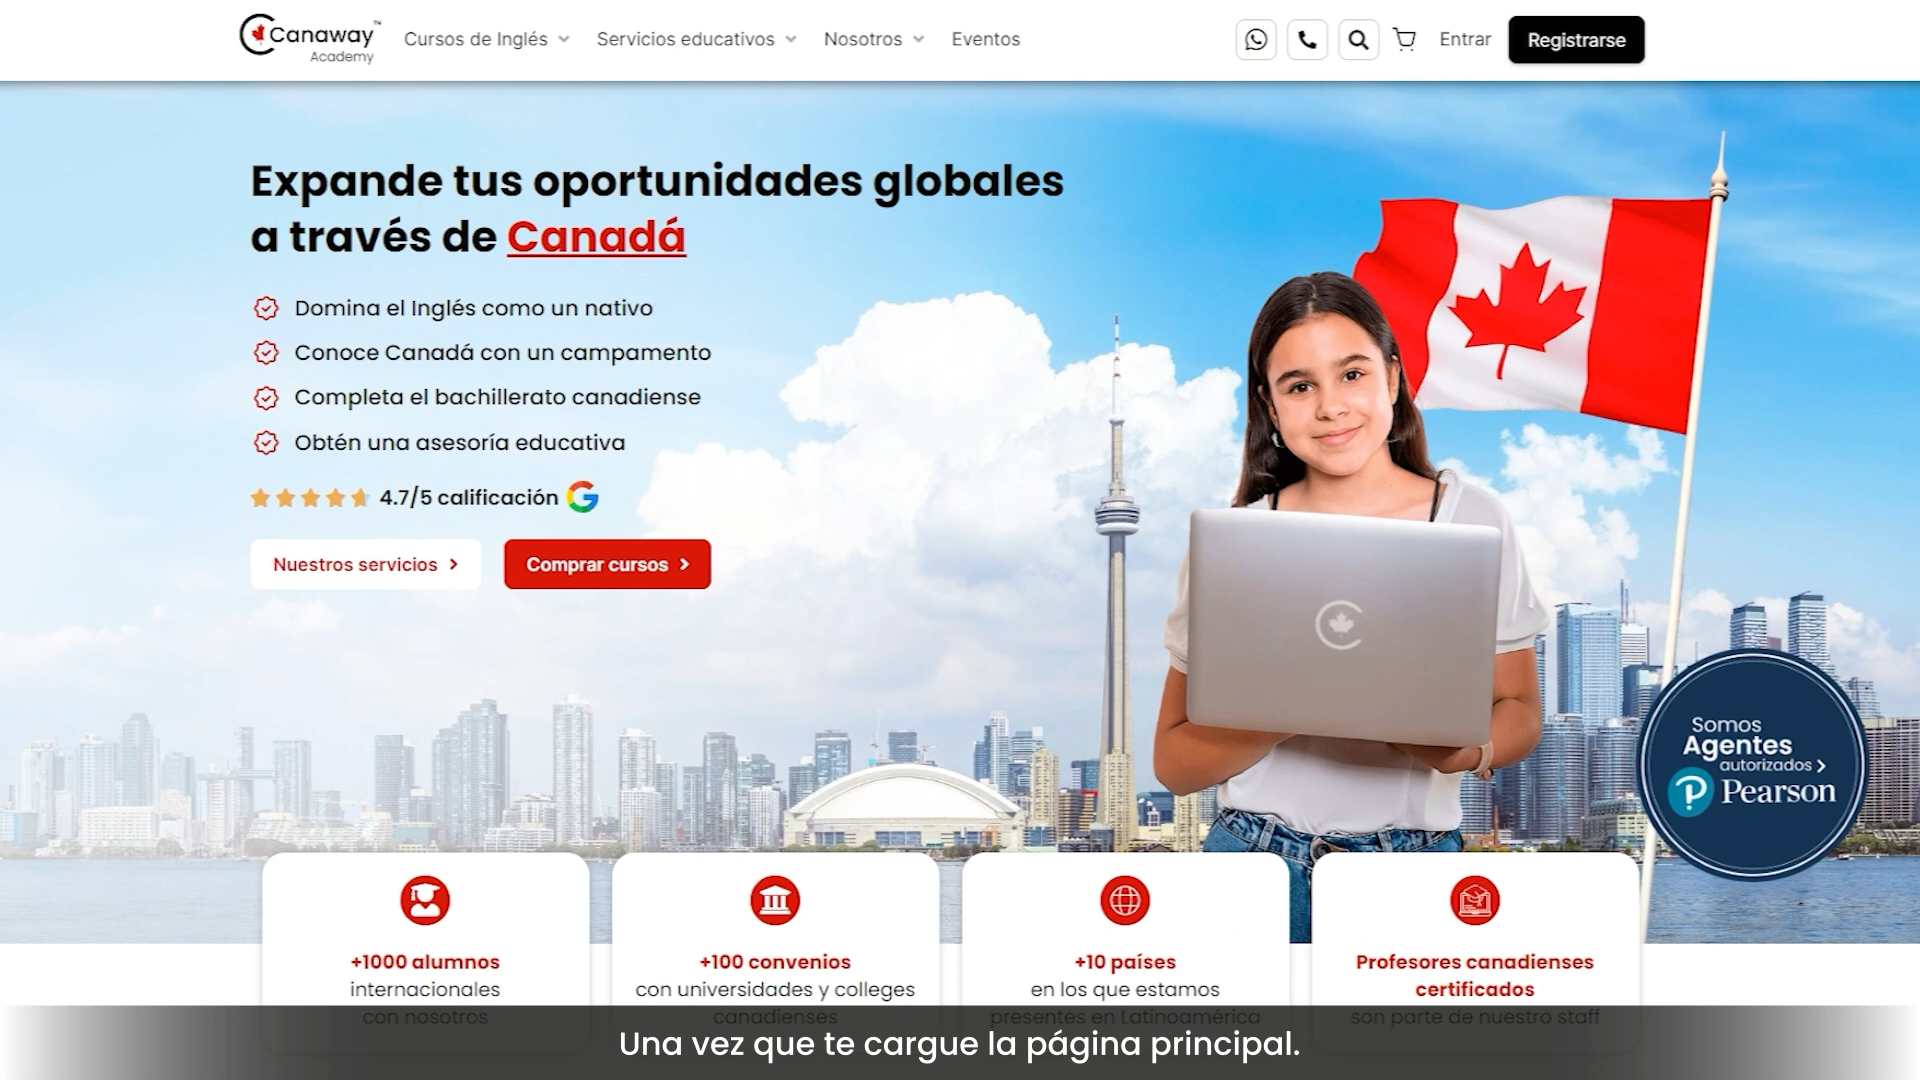 Canaway™
Academy
Cursos de Inglés
Servicios educativos
Nosotros
Eventos
Entrar
Registrarse
Expande tus oportunidades globales
a través de Canadá
Domina el Inglés como un nativo
Conoce Canadá con un campamento
Completa el bachillerato canadiense
Obtén una asesoría educativa
4.7/5 calificación
Nuestros servicios
Comprar cursos
Somos
Agentes
autorizados
Pearson
+1000 alumnos
internacionales
con nosotros
+100 convenios
con universidades y colleges
canadienses
+10 países
en los que estamos
presentes en Latinoamérica
Profesores canadienses
certificados
son parte de nuestro staff
Una vez que te cargue la página principal.